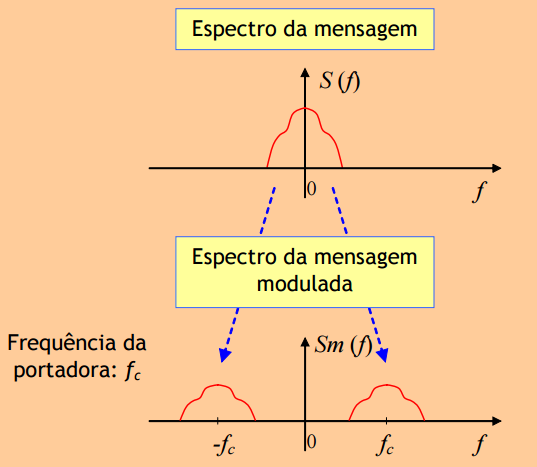 Espectro da mensagem
S (f)
0
f
Espectro da mensagem
modulada
Frequência da
portadora: fc
Sm (f)
-fc
0
fc
f